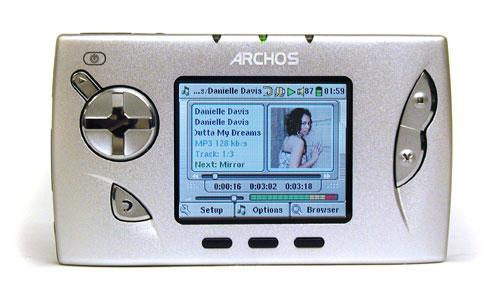 ARCHOS
...s/Danielle Davis 87 01:59
Danielle Davis
Danielle Davis
Outta My Dreams
MP3 128 kb/s
Track: 1/3
Next: Mirror
0:00:16 0:03:02 0:03:18
Setup Options Browser